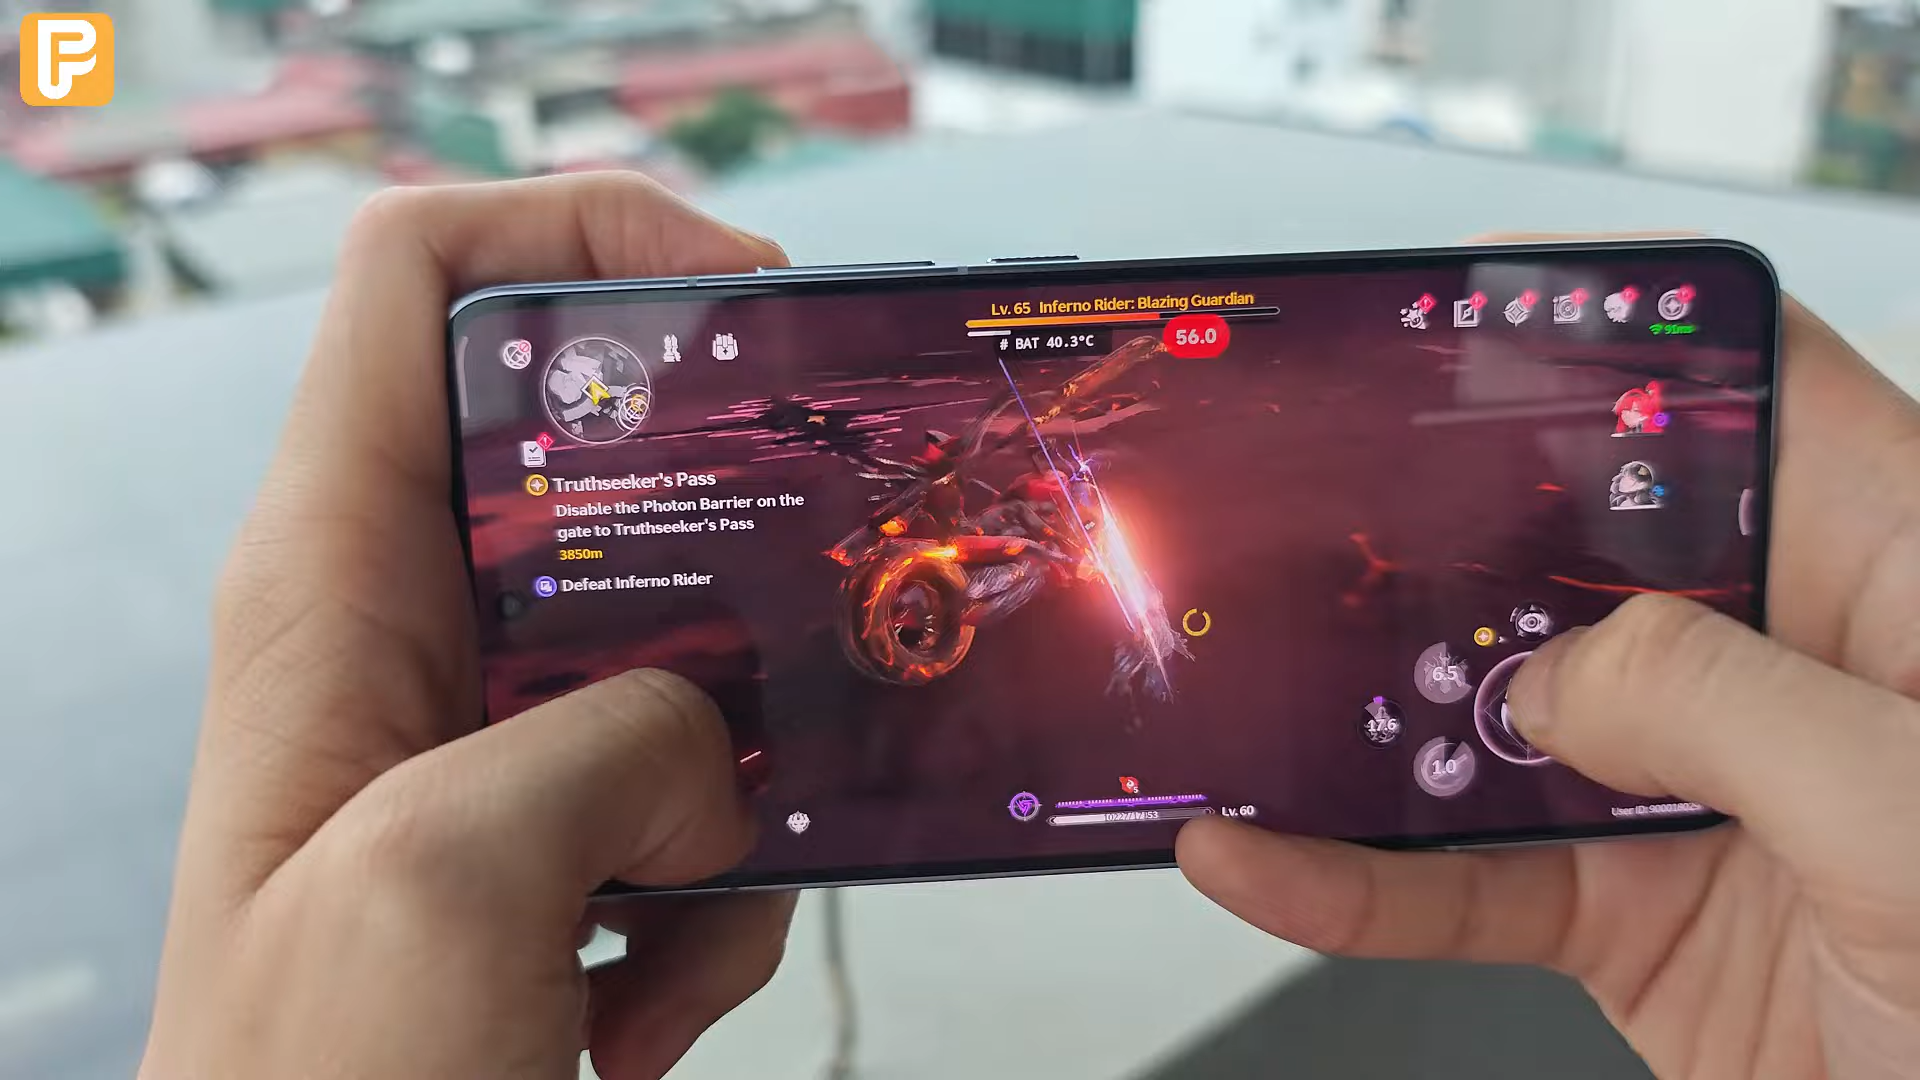 Lv. 65 Inferno Rider: Blazing Guardian
# BAT 40.3°C
56.0
91ms
Truthseeker's Pass
Disable the Photon Barrier on the
gate to Truthseeker's Pass
3850m
Defeat Inferno Rider
6.5
17.6
1.0
Lv. 60